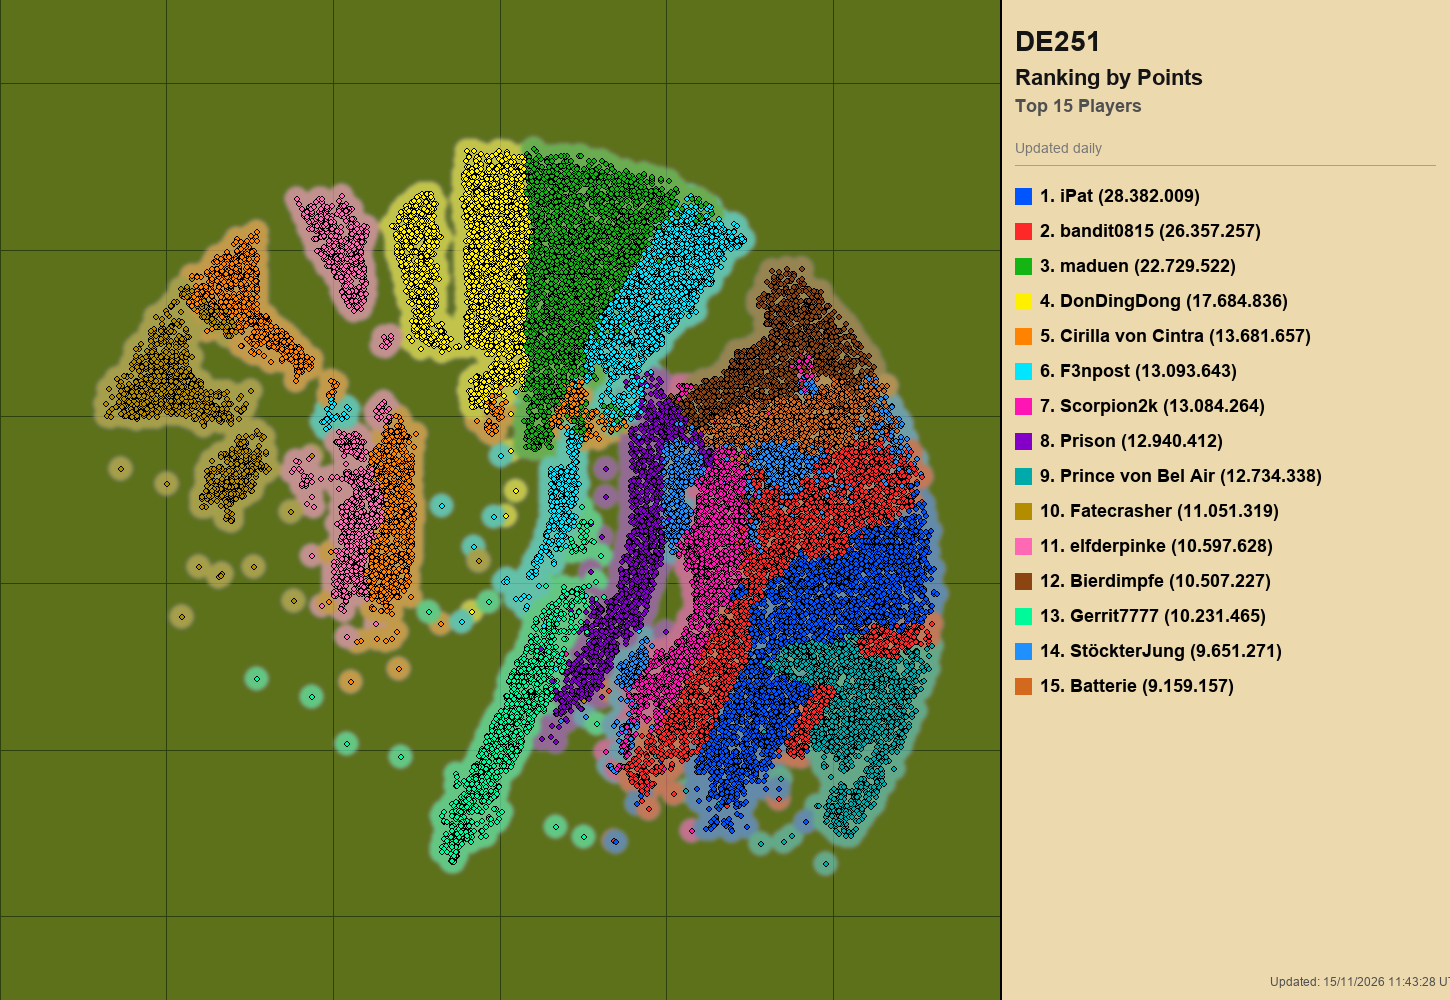 DE251
Ranking by Points
Top 15 Players
Updated daily
1. iPat (28.382.009)
2. bandit0815 (26.357.257)
3. maduen (22.729.522)
4. DonDingDong (17.684.836)
5. Cirilla von Cintra (13.681.657)
6. F3npost (13.093.643)
7. Scorpion2k (13.084.264)
8. Prison (12.940.412)
9. Prince von Bel Air (12.734.338)
10. Fatecrasher (11.051.319)
11. elfderpinke (10.597.628)
12. Bierdimpfe (10.507.227)
13. Gerrit7777 (10.231.465)
14. StöckterJung (9.651.271)
15. Batterie (9.159.157)
Updated: 15/11/2026 11:43:28 U